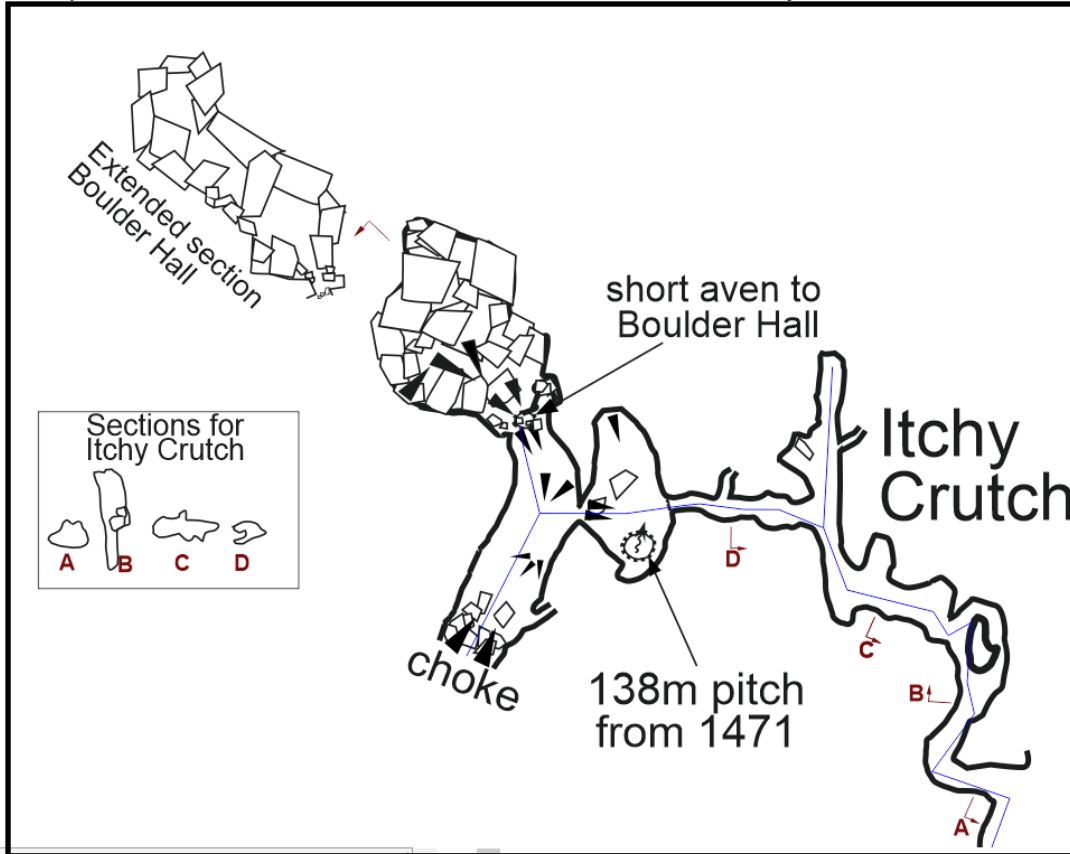 Extended section
Boulder Hall
short aven to
Boulder Hall
Sections for
Itchy Crutch
A
B
C
D
Itchy
Crutch
D
C
B
A
choke
138m pitch
from 1471